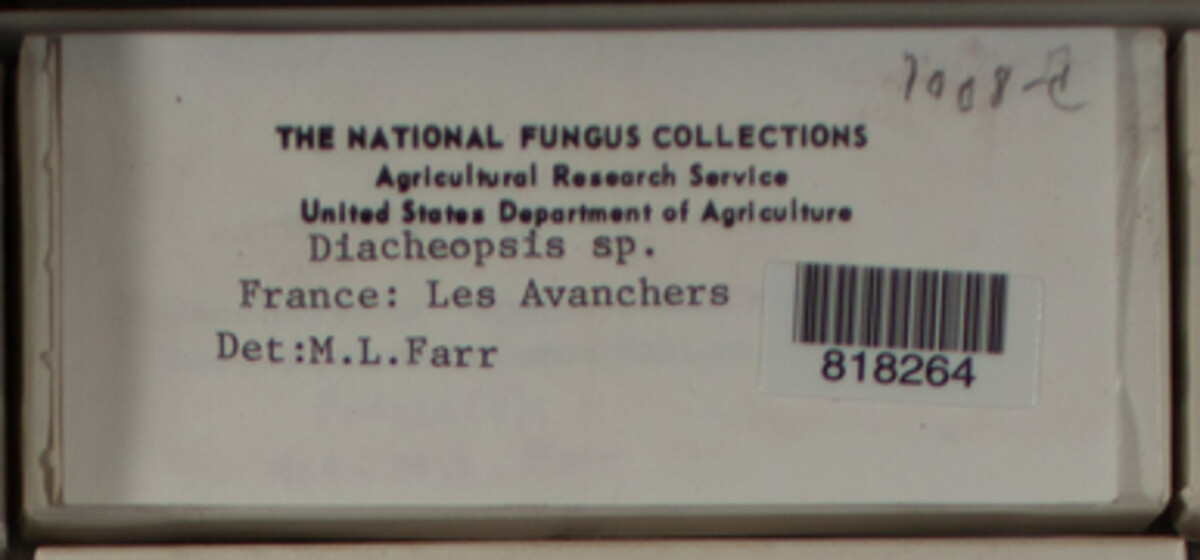 THE NATIONAL FUNGUS COLLECTIONS
Agricultural Research Service
United States Department of Agriculture
Diacheopsis sp.
France: Les Avanchers
Det:M.L.Farr
818264